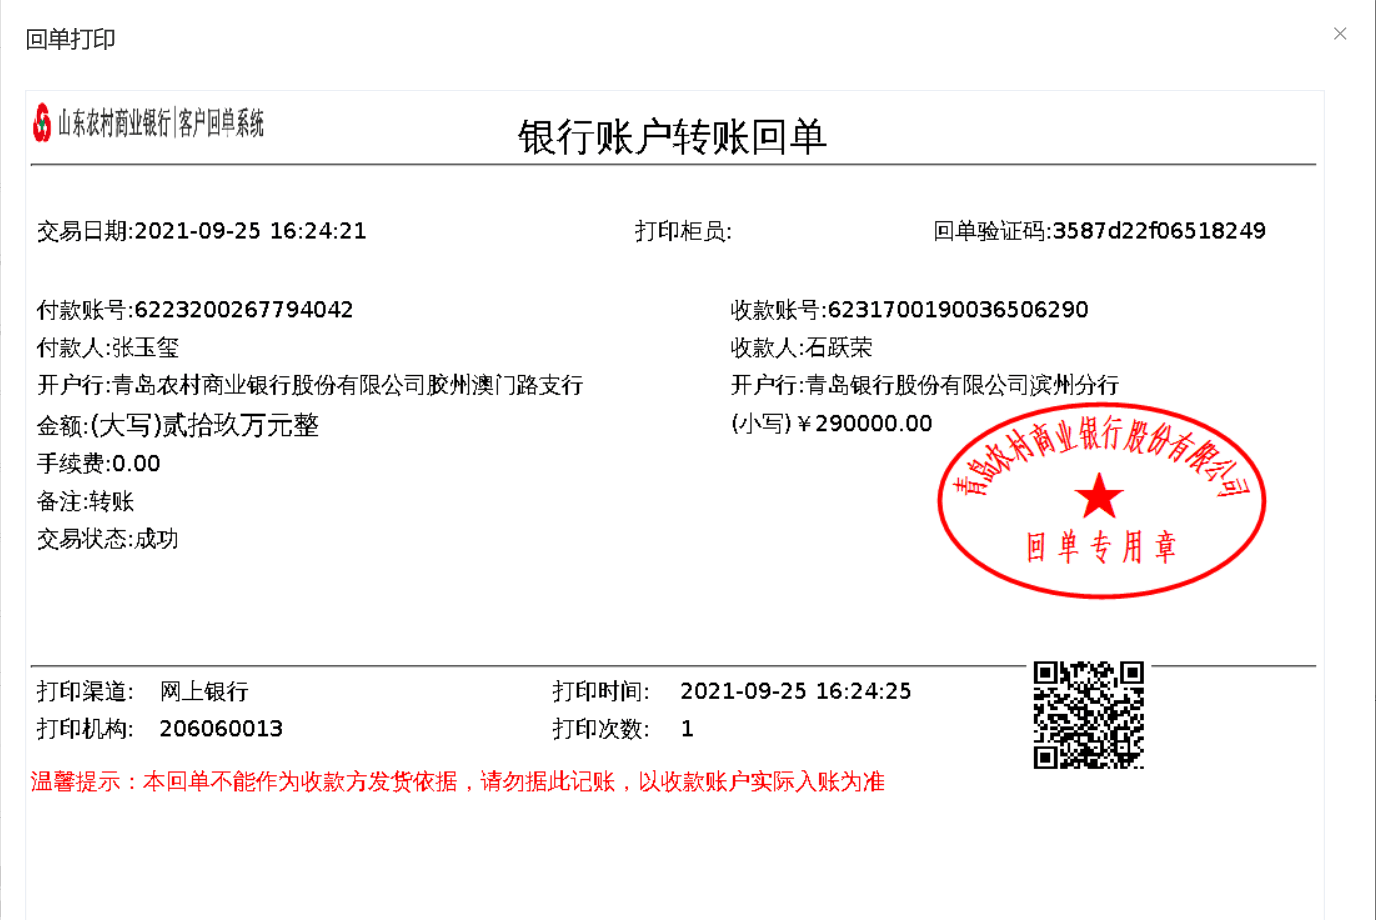 回单打印
山东农村商业银行|客户回单系统
银行账户转账回单
交易日期:2021-09-25 16:24:21 打印柜员: 回单验证码:3587d22f06518249
付款账号:6223200267794042 收款账号:6231700190036506290
付款人:张玉玺 收款人:石跃荣
开户行:青岛农村商业银行股份有限公司胶州澳门路支行 开户行:青岛银行股份有限公司滨州分行
金额:(大写)贰拾玖万元整 (小写)￥290000.00
手续费:0.00
备注:转账
交易状态:成功
青岛农村商业银行股份有限公司
回单专用章
打印渠道: 网上银行 打印时间: 2021-09-25 16:24:25
打印机构: 206060013 打印次数: 1
温馨提示：本回单不能作为收款方发货依据，请勿据此记账，以收款账户实际入账为准